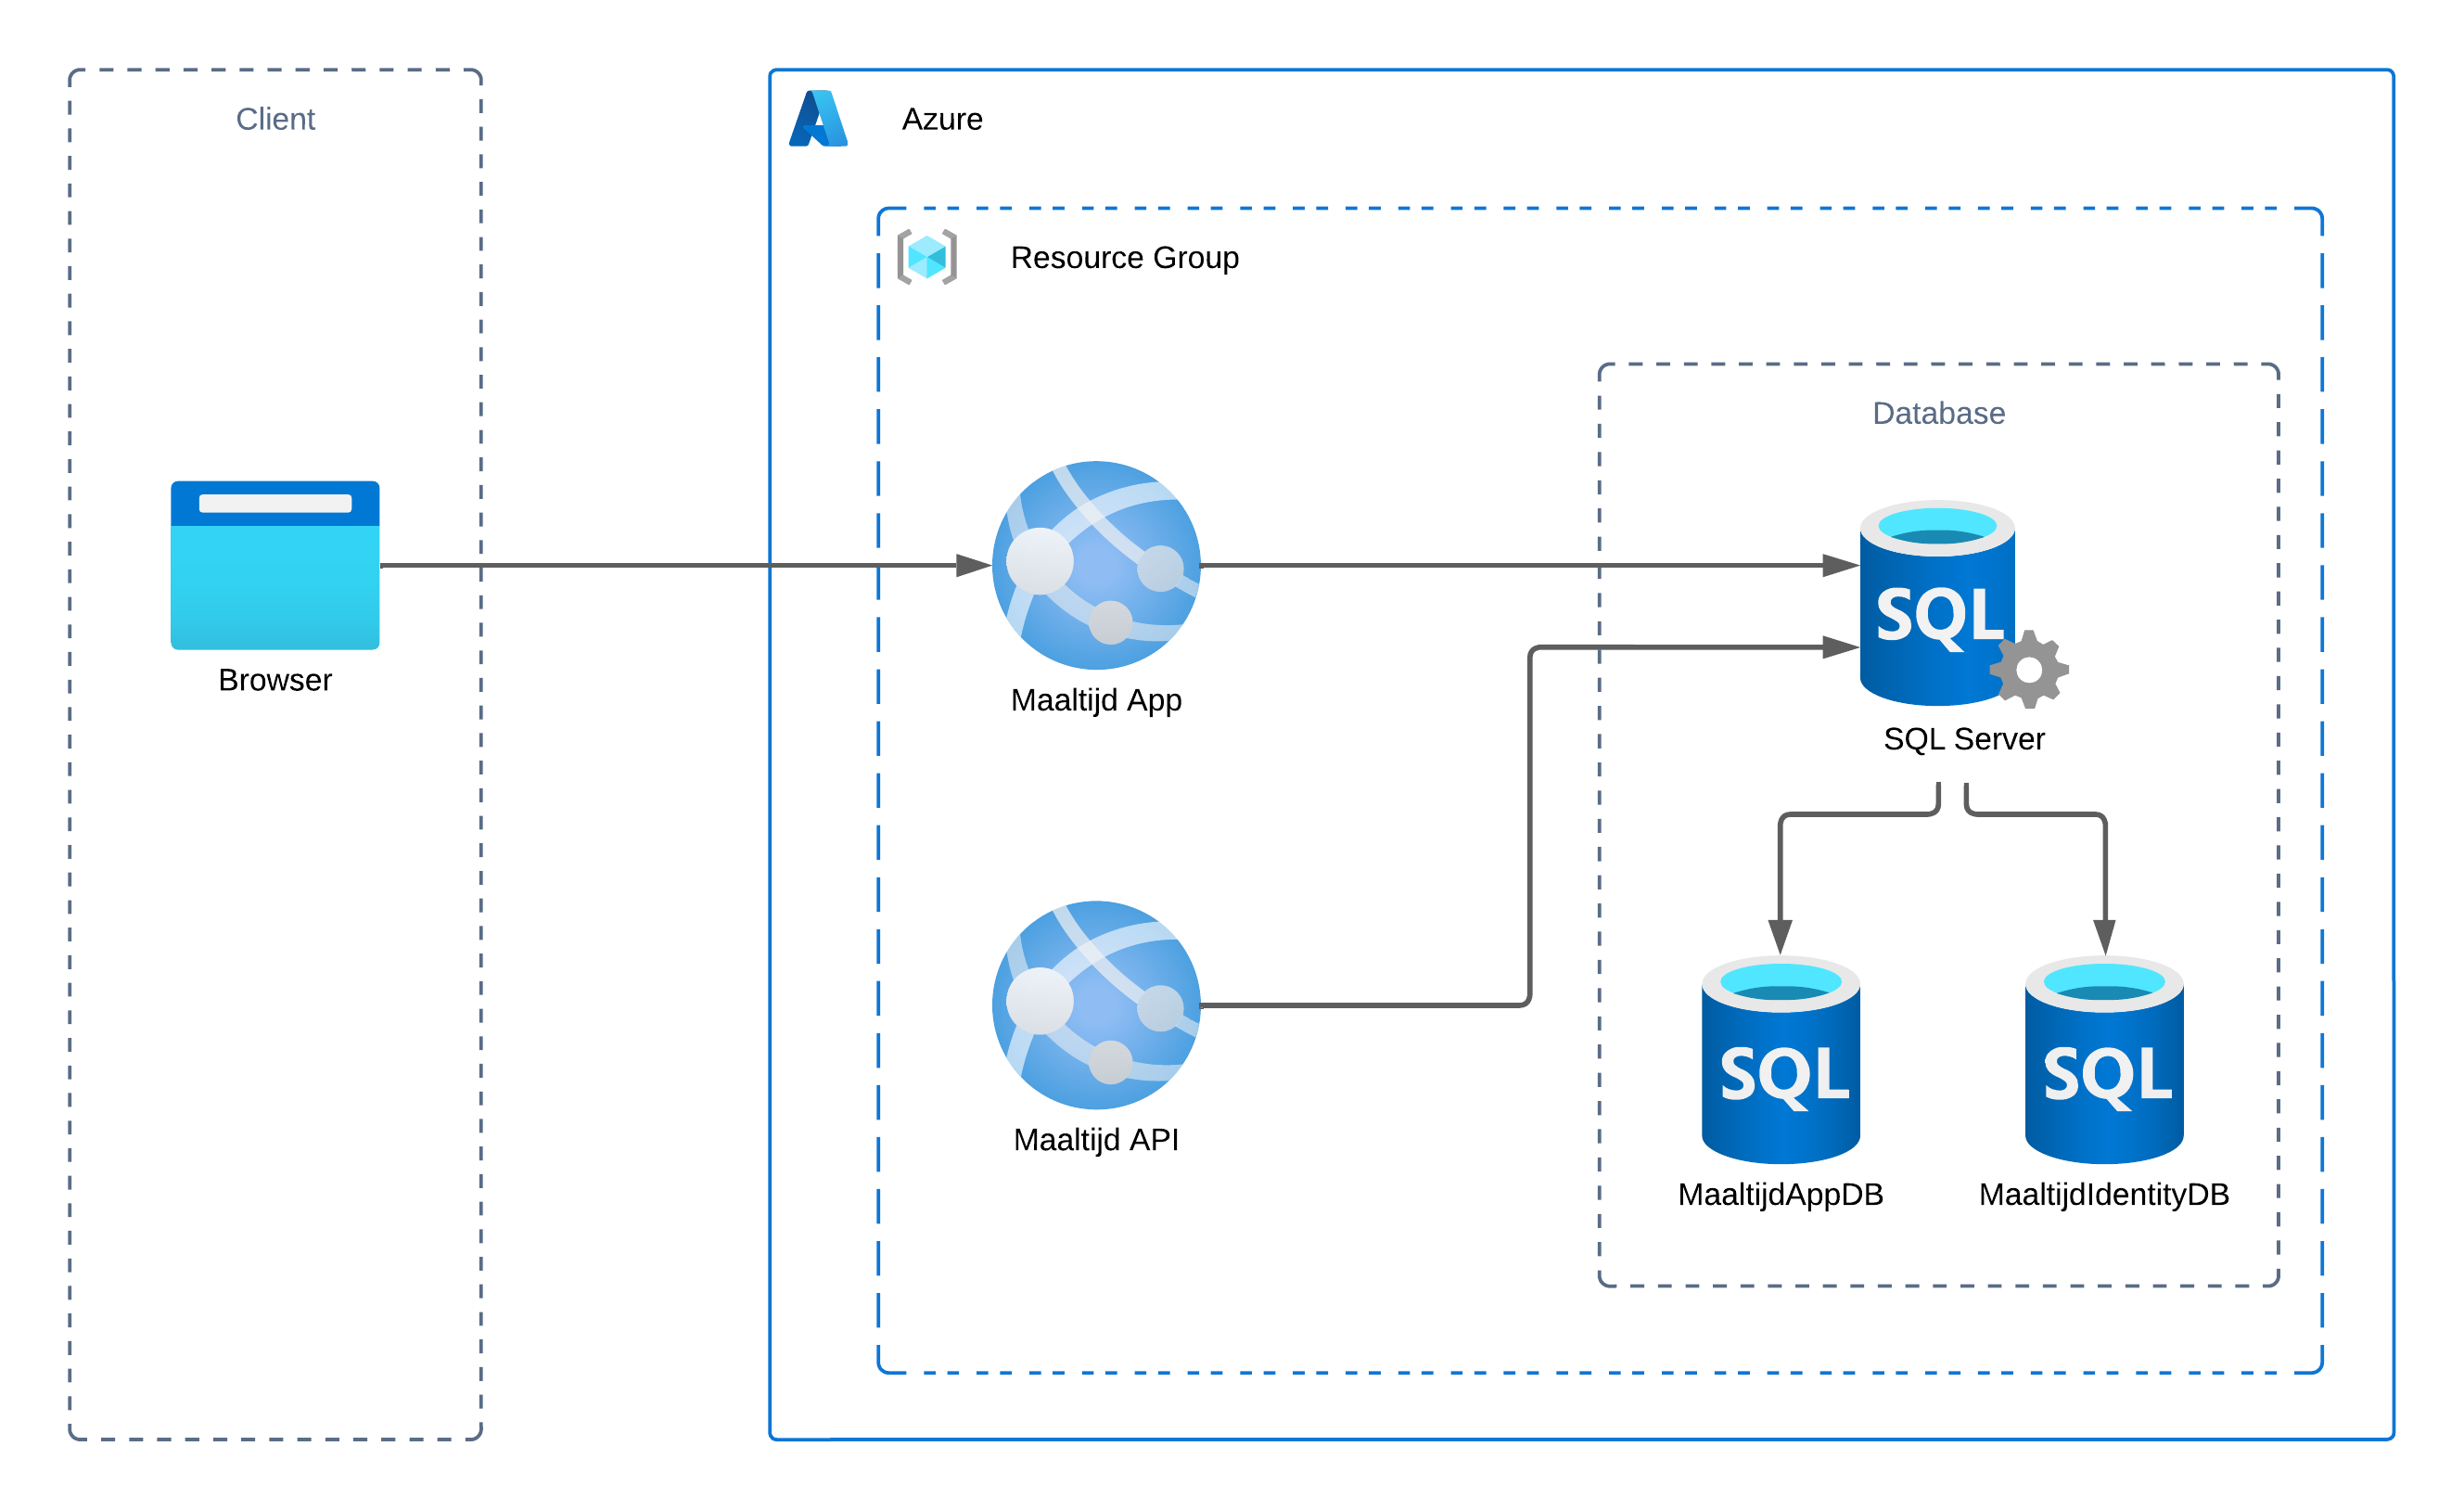 Client
Azure
Resource Group
Database
Browser
Maaltijd App
SQL
SQL Server
Maaltijd API
SQL
SQL
MaaltijdAppDB
MaaltijdIdentityDB